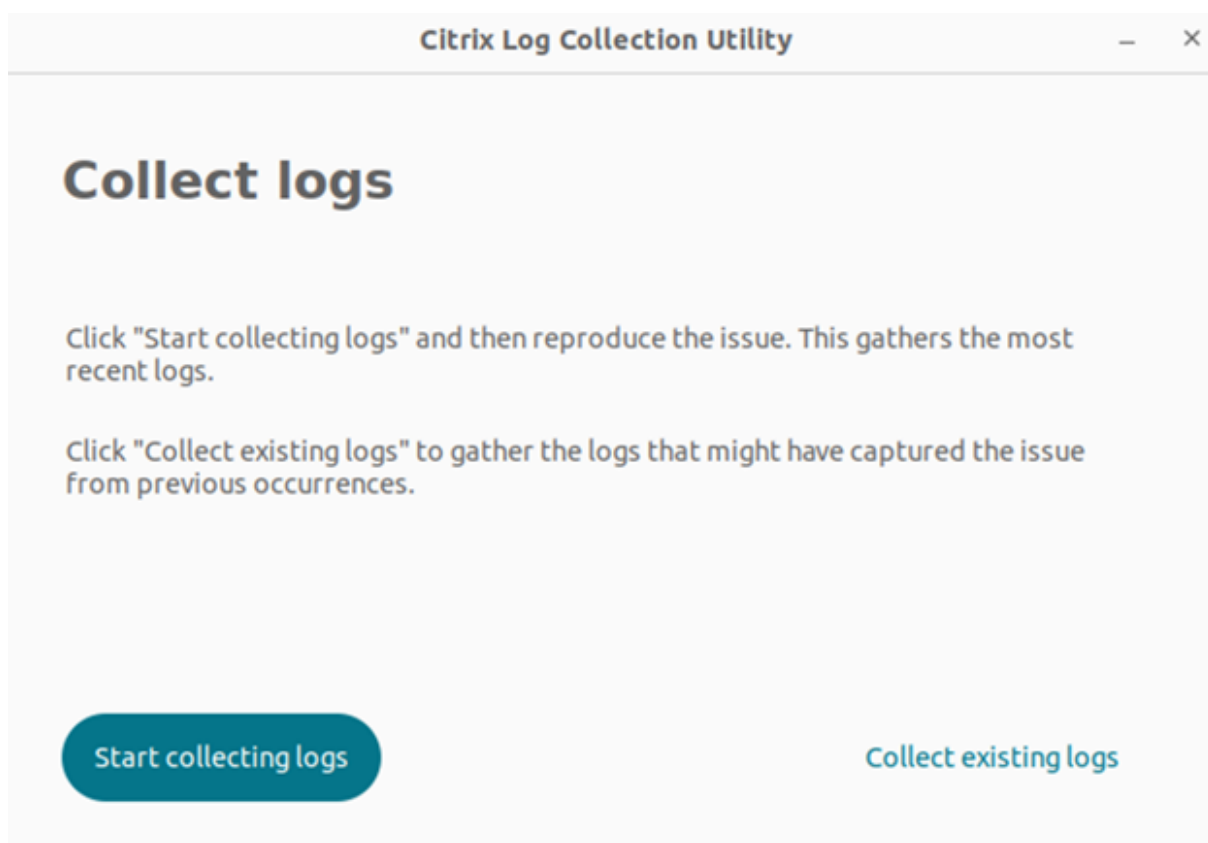 Citrix Log Collection Utility
Collect logs
Click "Start collecting logs" and then reproduce the issue. This gathers the most
recent logs.
Click "Collect existing logs" to gather the logs that might have captured the issue
from previous occurrences.
Start collecting logs
Collect existing logs